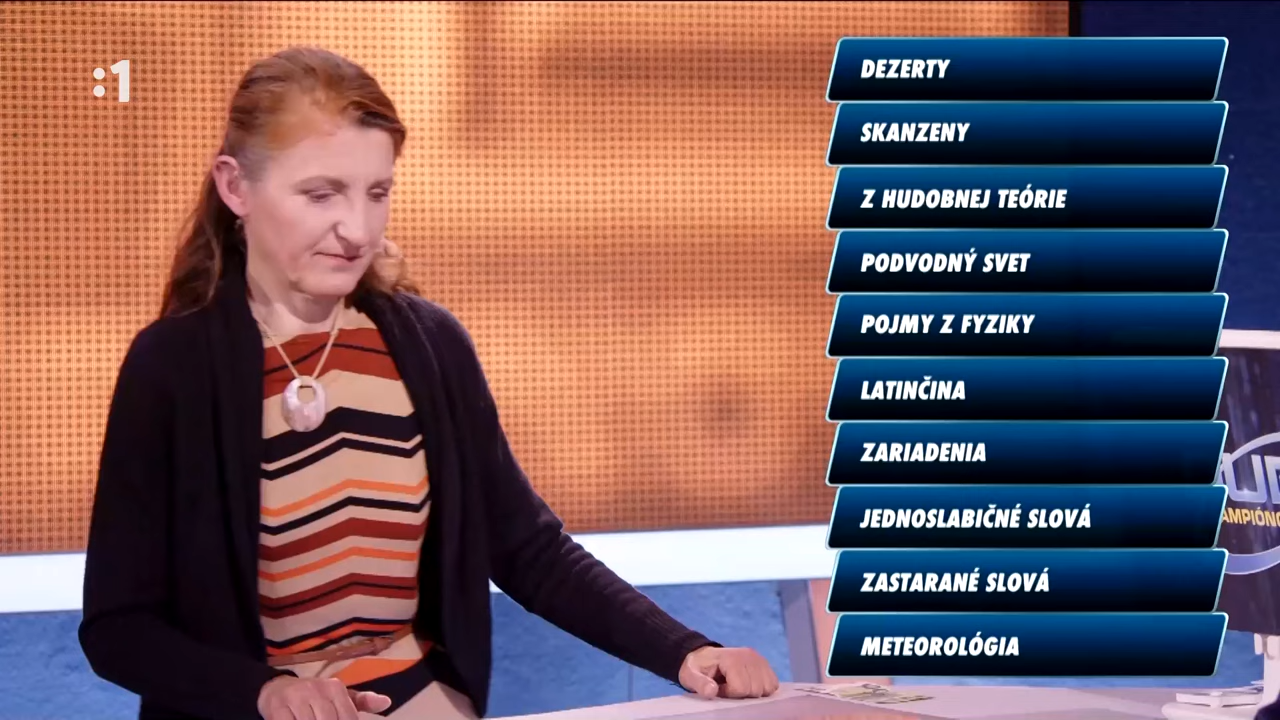 :1
DEZERTY
SKANZENY
Z HUDOBNEJ TEÓRIE
PODVODNÝ SVET
POJMY Z FYZIKY
LATINČINA
ZARIADENIA
JEDNOSLABIČNÉ SLOVÁ
ZASTARANÉ SLOVÁ
METEOROLÓGIA